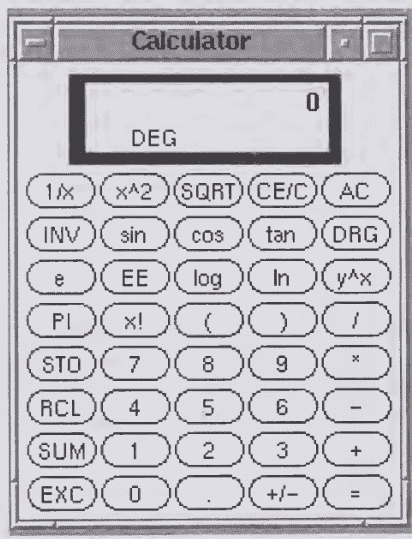 Calculator
0
DEG
1/x x^2 SQRT CE/C AC
INV sin cos tan DRG
e EE log ln y^x
PI x! ( ) /
STO 7 8 9 *
RCL 4 5 6 -
SUM 1 2 3 +
EXC 0 . +/- =